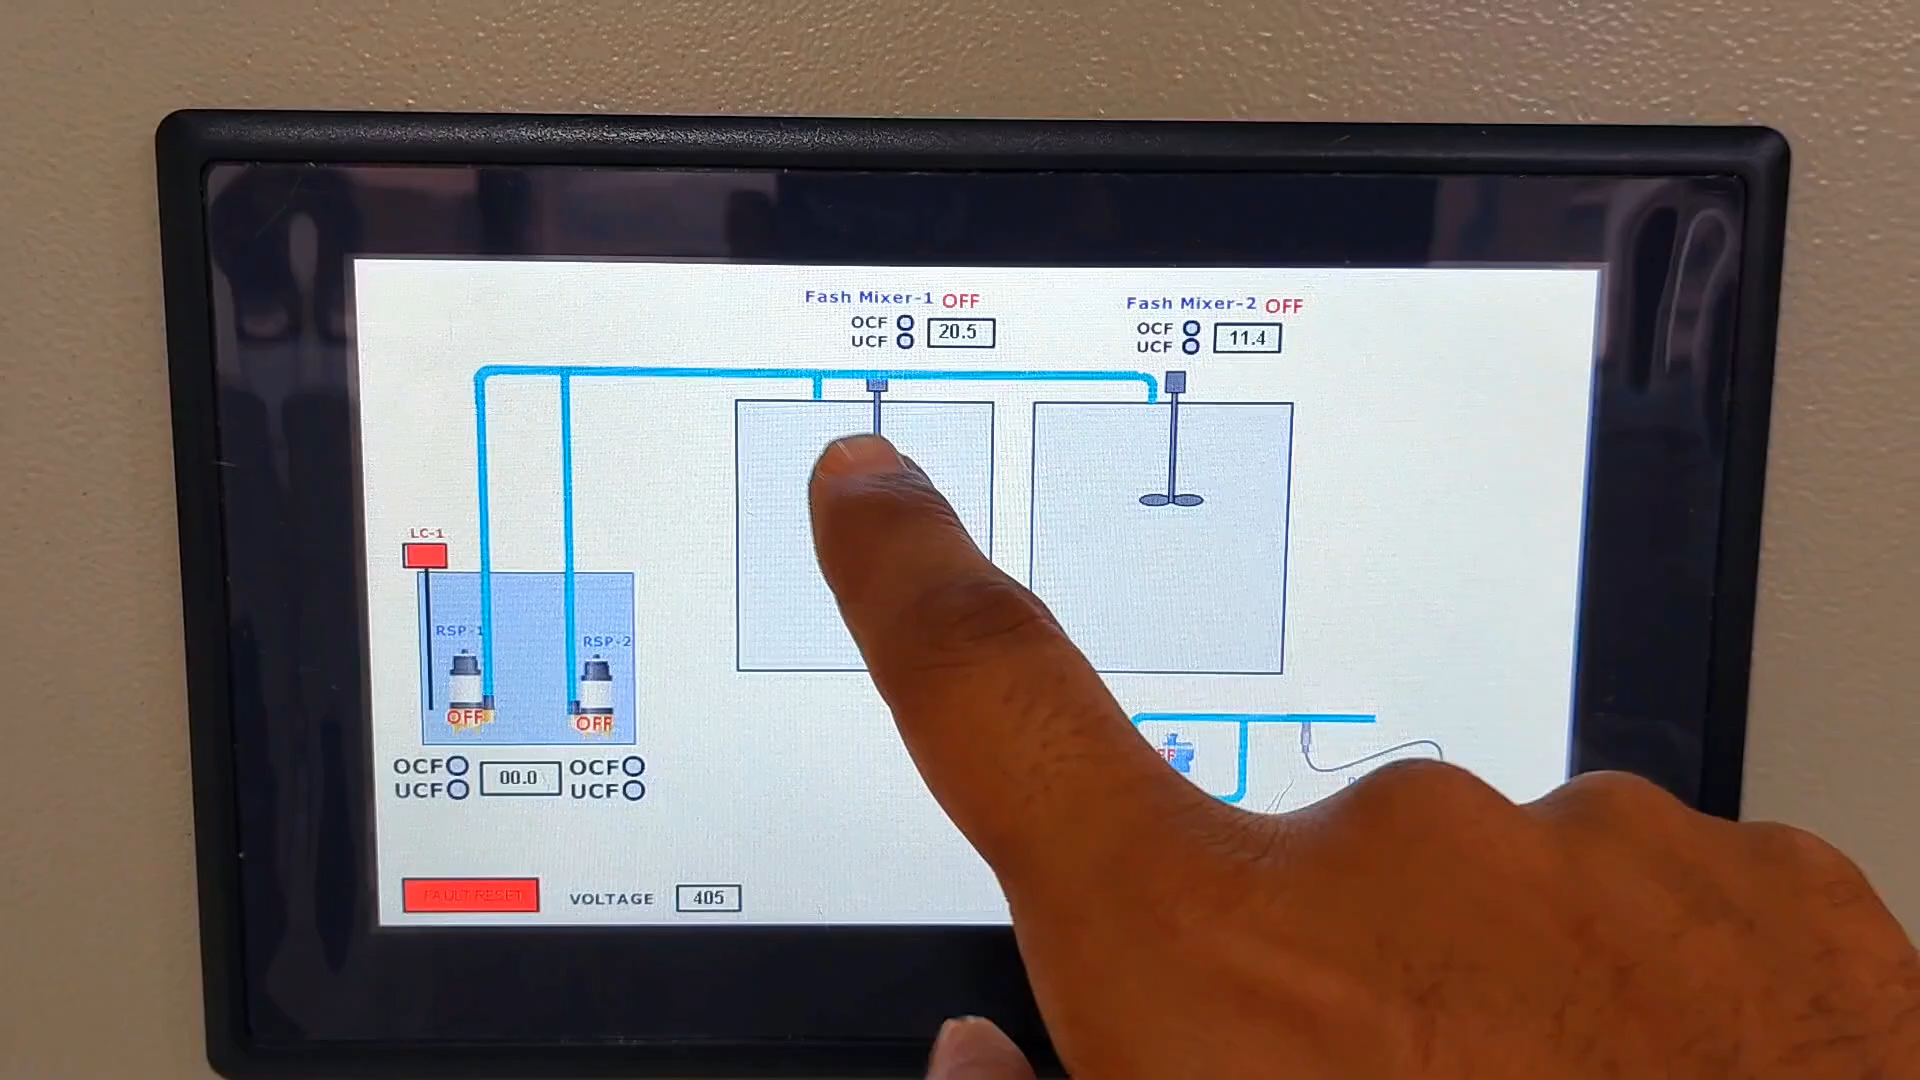 Fash Mixer-1 OFF
OCF
UCF
20.5
Fash Mixer-2 OFF
OCF
UCF
11.4
LC-1
RSP-1
RSP-2
OFF
OFF
OCF
UCF
00.0
OCF
UCF
FAULT RESET
VOLTAGE 405